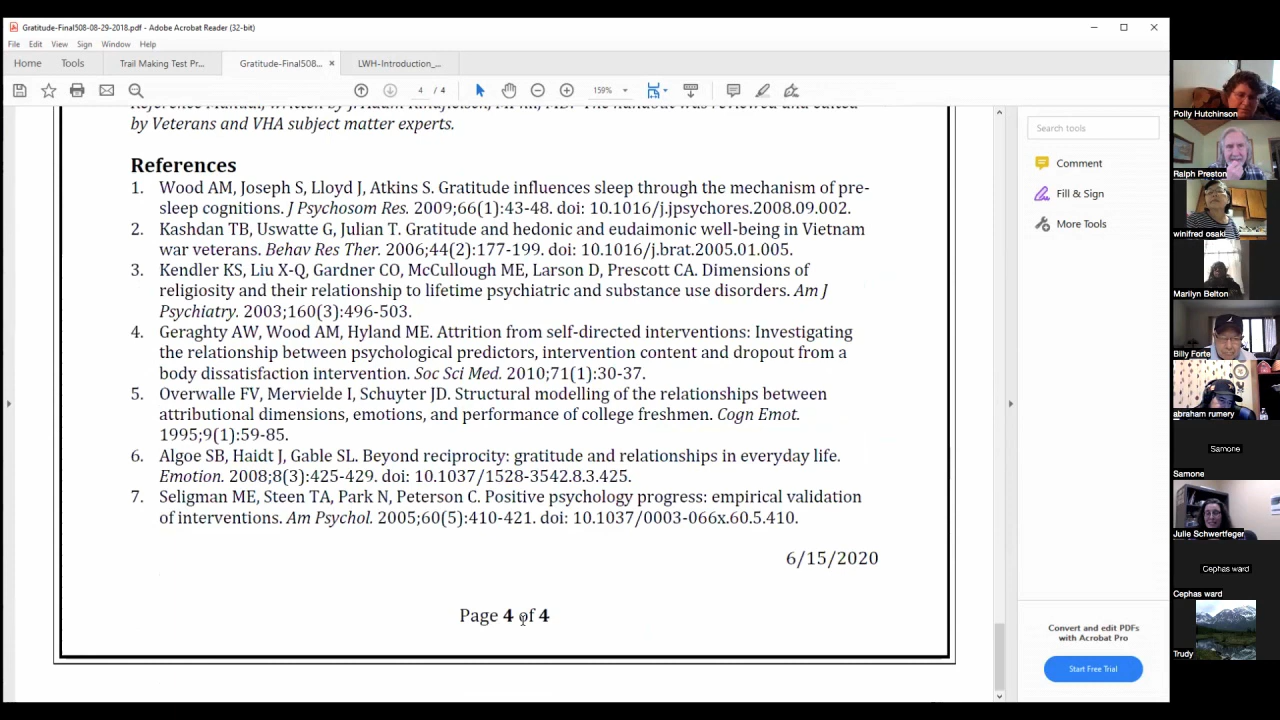 Gratitude-Final508-08-29-2018.pdf - Adobe Acrobat Reader (32-bit)
File Edit View Sign Window Help
Home Tools Trail Making Test Pr... Gratitude-Final508... × LWH-Introduction_...
4 / 4 159%
by Veterans and VHA subject matter experts.
References
1. Wood AM, Joseph S, Lloyd J, Atkins S. Gratitude influences sleep through the mechanism of pre-
sleep cognitions. J Psychosom Res. 2009;66(1):43-48. doi: 10.1016/j.jpsychores.2008.09.002.
2. Kashdan TB, Uswatte G, Julian T. Gratitude and hedonic and eudaimonic well-being in Vietnam
war veterans. Behav Res Ther. 2006;44(2):177-199. doi: 10.1016/j.brat.2005.01.005.
3. Kendler KS, Liu X-Q, Gardner CO, McCullough ME, Larson D, Prescott CA. Dimensions of
religiosity and their relationship to lifetime psychiatric and substance use disorders. Am J
Psychiatry. 2003;160(3):496-503.
4. Geraghty AW, Wood AM, Hyland ME. Attrition from self-directed interventions: Investigating
the relationship between psychological predictors, intervention content and dropout from a
body dissatisfaction intervention. Soc Sci Med. 2010;71(1):30-37.
5. Overwalle FV, Mervielde I, Schuyter JD. Structural modelling of the relationships between
attributional dimensions, emotions, and performance of college freshmen. Cogn Emot.
1995;9(1):59-85.
6. Algoe SB, Haidt J, Gable SL. Beyond reciprocity: gratitude and relationships in everyday life.
Emotion. 2008;8(3):425-429. doi: 10.1037/1528-3542.8.3.425.
7. Seligman ME, Steen TA, Park N, Peterson C. Positive psychology progress: empirical validation
of interventions. Am Psychol. 2005;60(5):410-421. doi: 10.1037/0003-066x.60.5.410.
6/15/2020
Page 4 of 4
Search tools
Comment
Fill & Sign
More Tools
Convert and edit PDFs
with Acrobat Pro
Start Free Trial
Polly Hutchinson
Ralph Preston
winifred osaki
Marilyn Belton
Billy Forte
abraham rumery
Samone
Samone
Julie Schwertfeger
Cephas ward
Cephas ward
Trudy